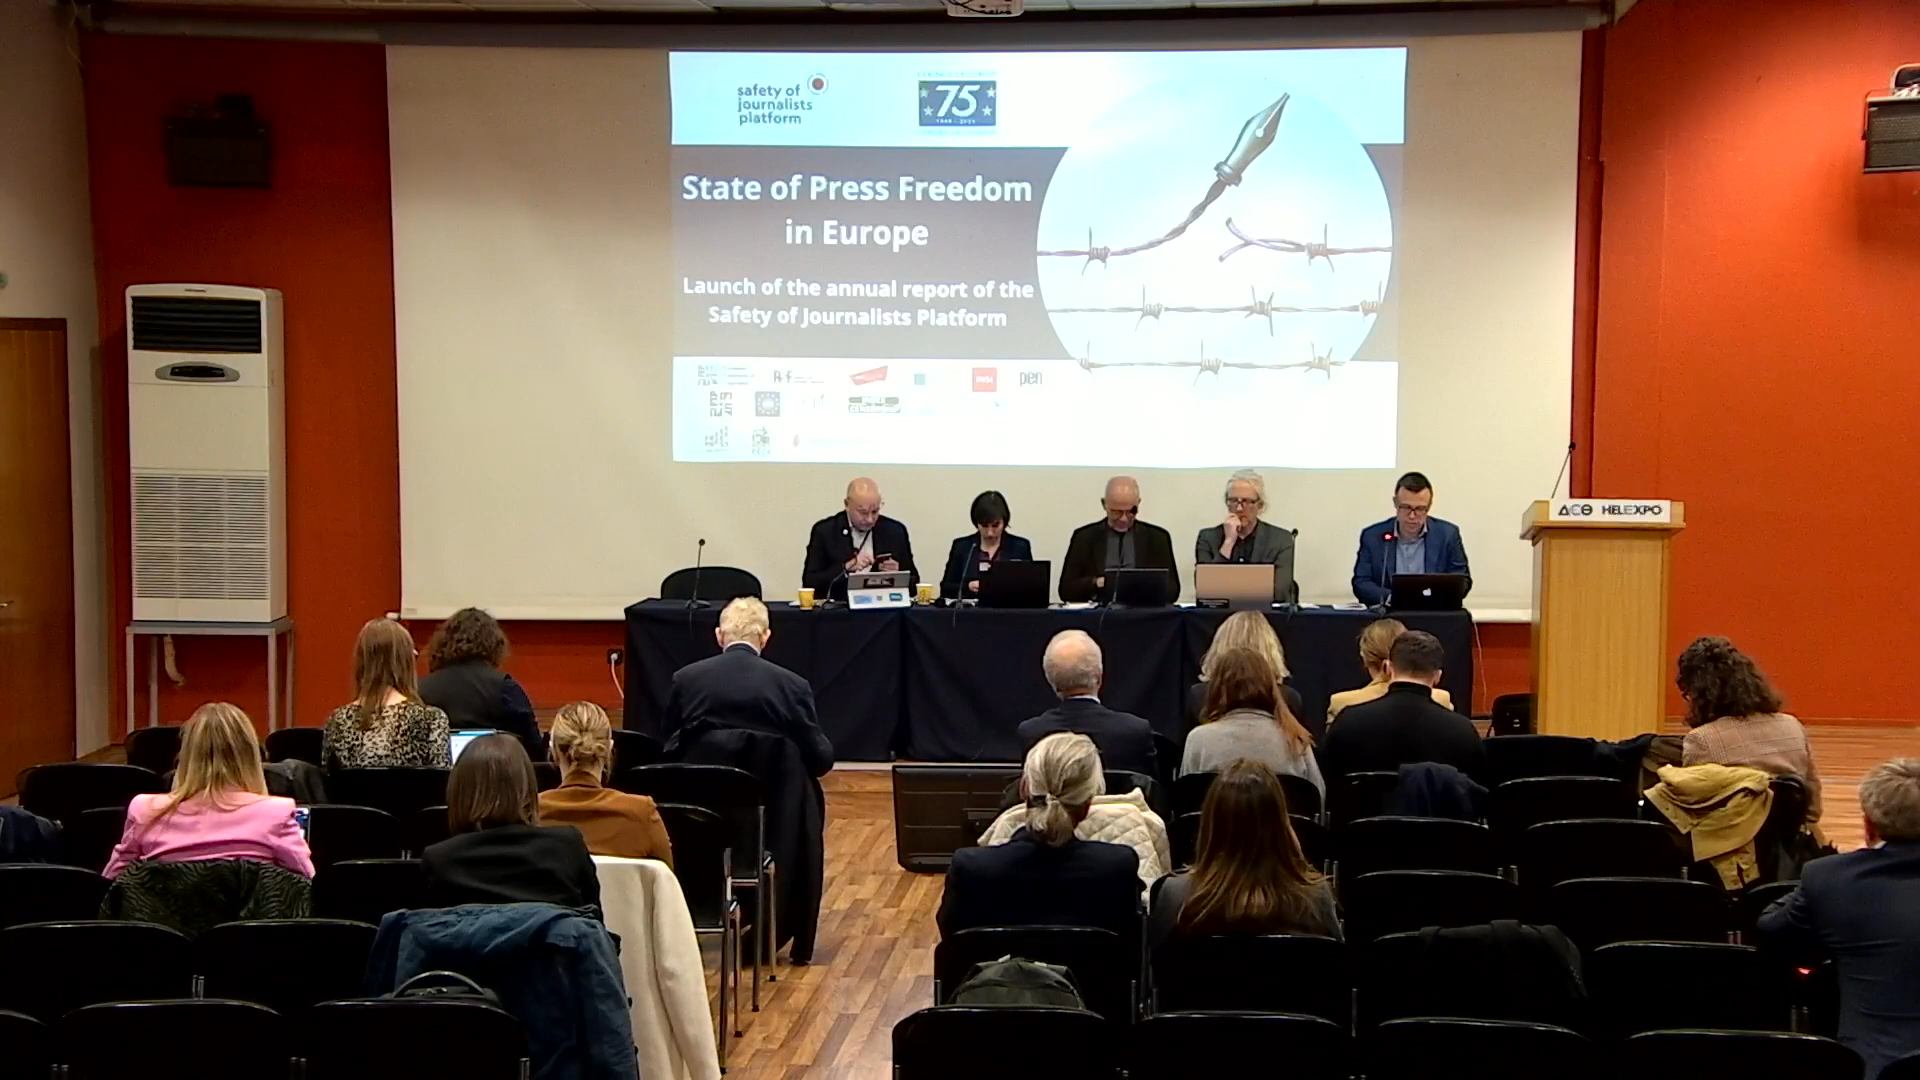 safety of
journalists
platform
75
State of Press Freedom
in Europe
Launch of the annual report of the
Safety of Journalists Platform
pen
HELEXPO